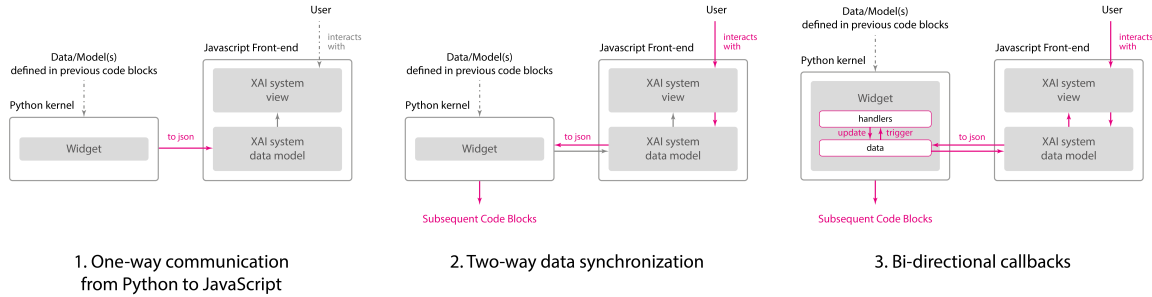 User
interacts
with
Data/Model(s)
defined in previous code blocks
Javascript Front-end
XAI system
view
Python kernel
Widget
to json
XAI system
data model
1. One-way communication
from Python to JavaScript
User
interacts
with
Data/Model(s)
defined in previous code blocks
Javascript Front-end
XAI system
view
Python kernel
Widget
to json
XAI system
data model
Subsequent Code Blocks
2. Two-way data synchronization
Data/Model(s)
defined in previous code blocks
User
interacts
with
Python kernel
Javascript Front-end
XAI system
view
Widget
handlers
update
trigger
data
to json
XAI system
data model
Subsequent Code Blocks
3. Bi-directional callbacks